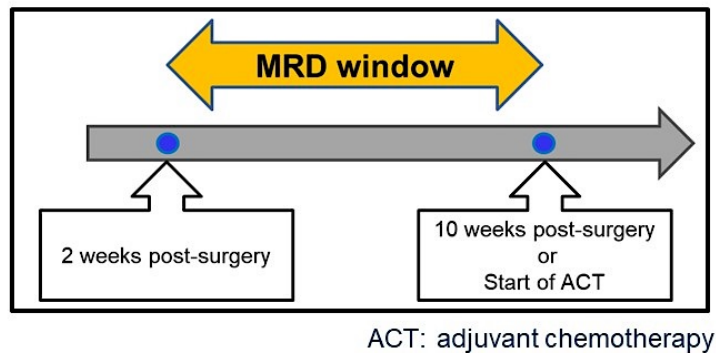 MRD window
2 weeks post-surgery
10 weeks post-surgery
or
Start of ACT
ACT: adjuvant chemotherapy